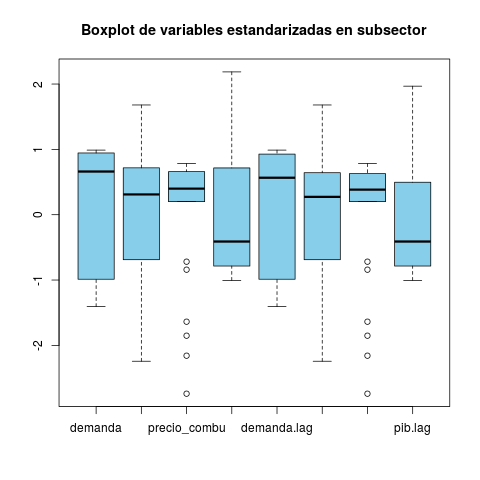 Boxplot de variables estandarizadas en subsector
2
1
0
-1
-2
demanda precio_combu demanda.lag pib.lag